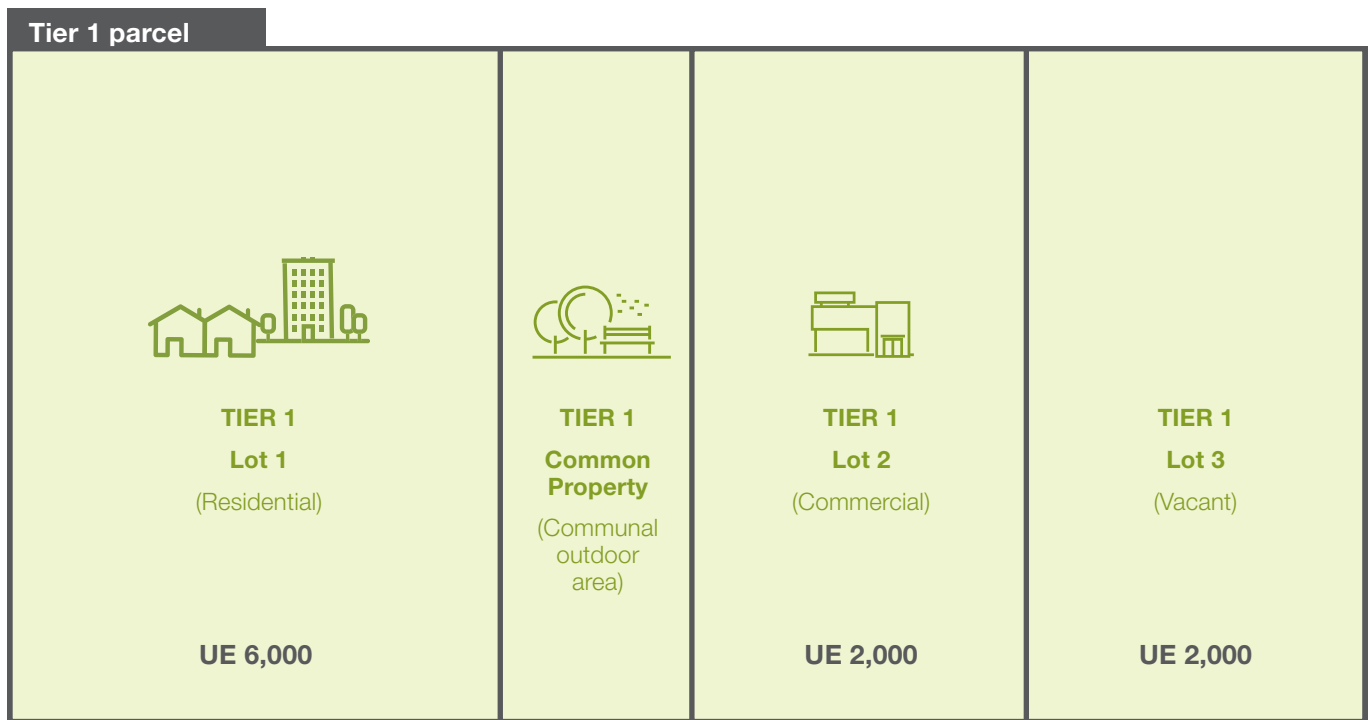 Tier 1 parcel
TIER 1
Lot 1
(Residential)
UE 6,000
TIER 1
Common
Property
(Communal
outdoor
area)
TIER 1
Lot 2
(Commercial)
UE 2,000
TIER 1
Lot 3
(Vacant)
UE 2,000